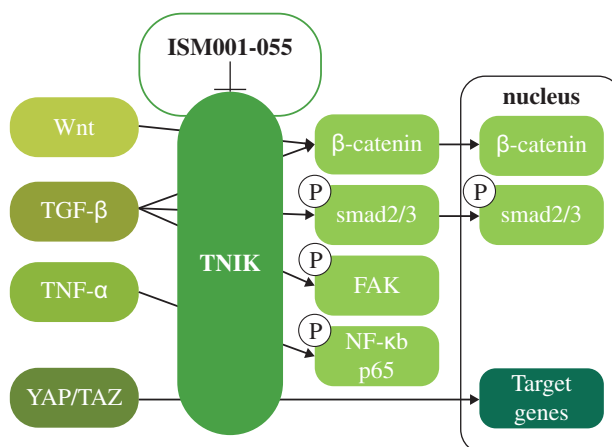 ISM001-055
nucleus
Wnt
β-catenin
β-catenin
P
P
TGF-β
smad2/3
smad2/3
TNIK
P
TNF-α
FAK
P
NF-κb
p65
YAP/TAZ
Target
genes